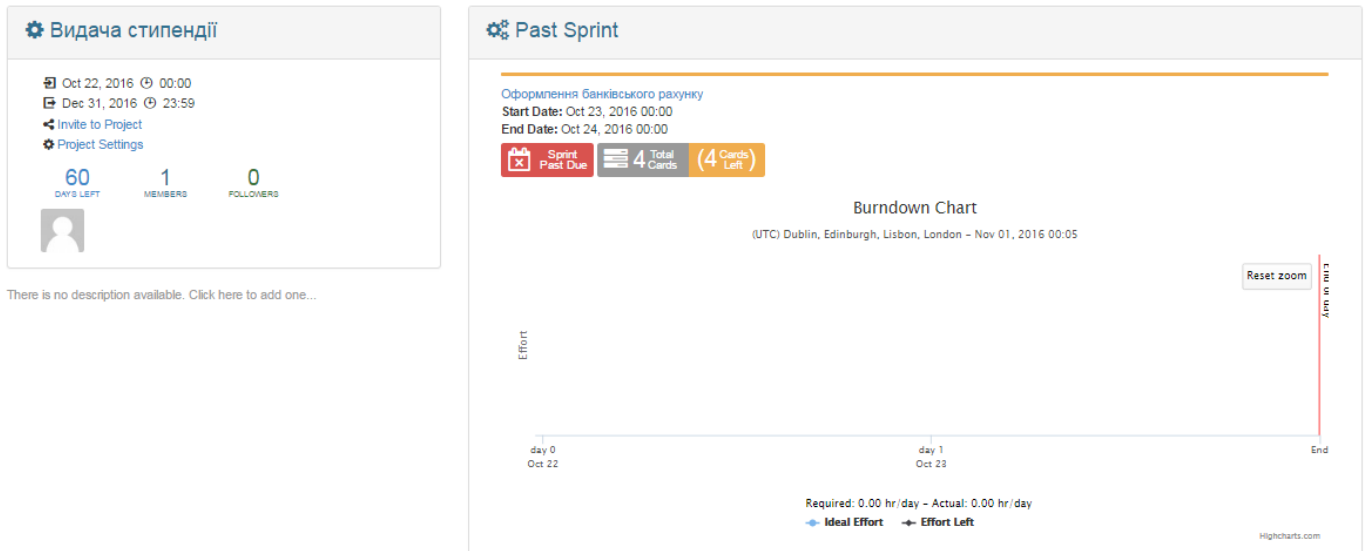 Видача стипендії
Oct 22, 2016 00:00
Dec 31, 2016 23:59
Invite to Project
Project Settings
60 1 0
DAYS LEFT MEMBERS FOLLOWERS
There is no description available. Click here to add one...
Past Sprint
Оформлення банківського рахунку
Start Date: Oct 23, 2016 00:00
End Date: Oct 24, 2016 00:00
Sprint Past Due 4 Total Cards (4 Cards Left)
Burndown Chart
(UTC) Dublin, Edinburgh, Lisbon, London – Nov 01, 2016 00:05
Reset zoom
End of day
Effort
day 0 day 1 End
Oct 22 Oct 23
Required: 0.00 hr/day – Actual: 0.00 hr/day
Ideal Effort Effort Left
Highcharts.com